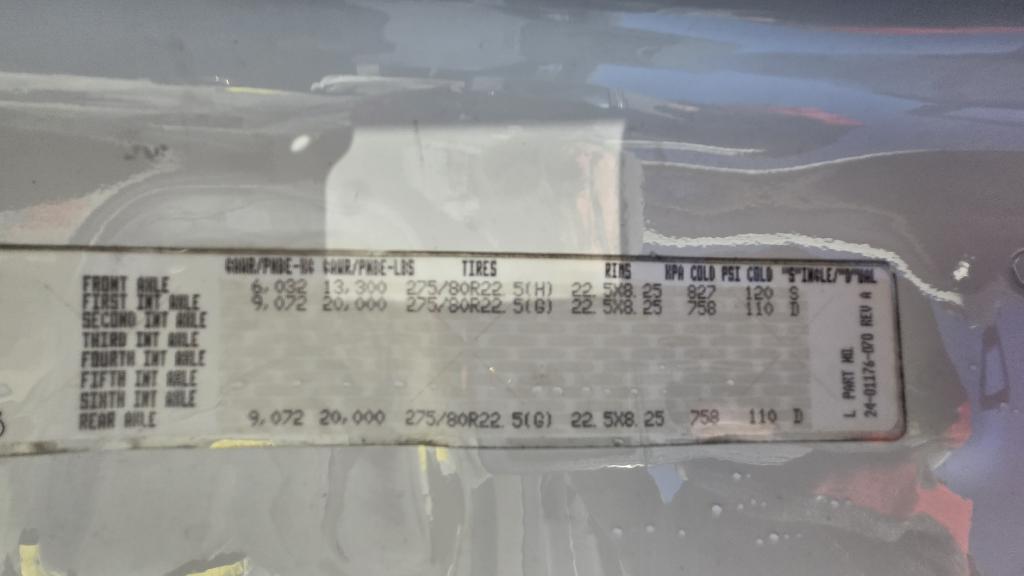 GAWR/PNBE-KG GAWR/PNBE-LBS TIRES RIMS KPA COLD PSI COLD "S"INGLE/"D"UAL
FRONT AXLE 6,032 13,300 275/80R22.5(H) 22.5X8.25 827 120 S
FIRST INT AXLE 9,072 20,000 275/80R22.5(G) 22.5X8.25 758 110 D
SECOND INT AXLE
THIRD INT AXLE
FOURTH INT AXLE
FIFTH INT AXLE
SIXTH INT AXLE
REAR AXLE 9,072 20,000 275/80R22.5(G) 22.5X8.25 758 110 D
L PART NO.
24-01176-070 REV A